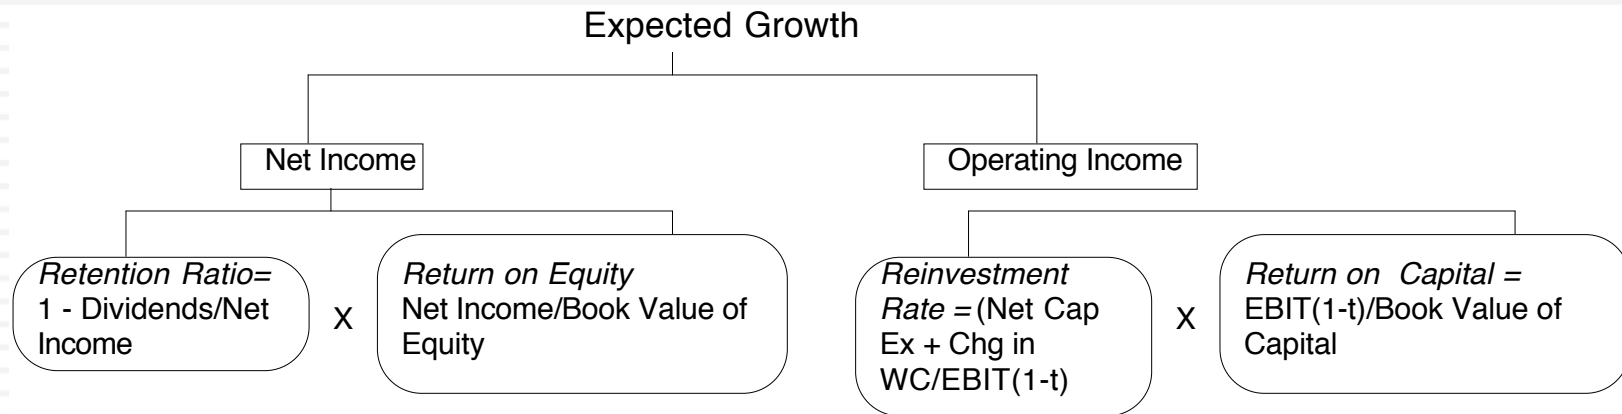 Expected Growth
Net Income
Operating Income
Retention Ratio=
1 - Dividends/Net
Income
X
Return on Equity
Net Income/Book Value of
Equity
Reinvestment
Rate = (Net Cap
Ex + Chg in
WC/EBIT(1-t)
X
Return on Capital =
EBIT(1-t)/Book Value of
Capital